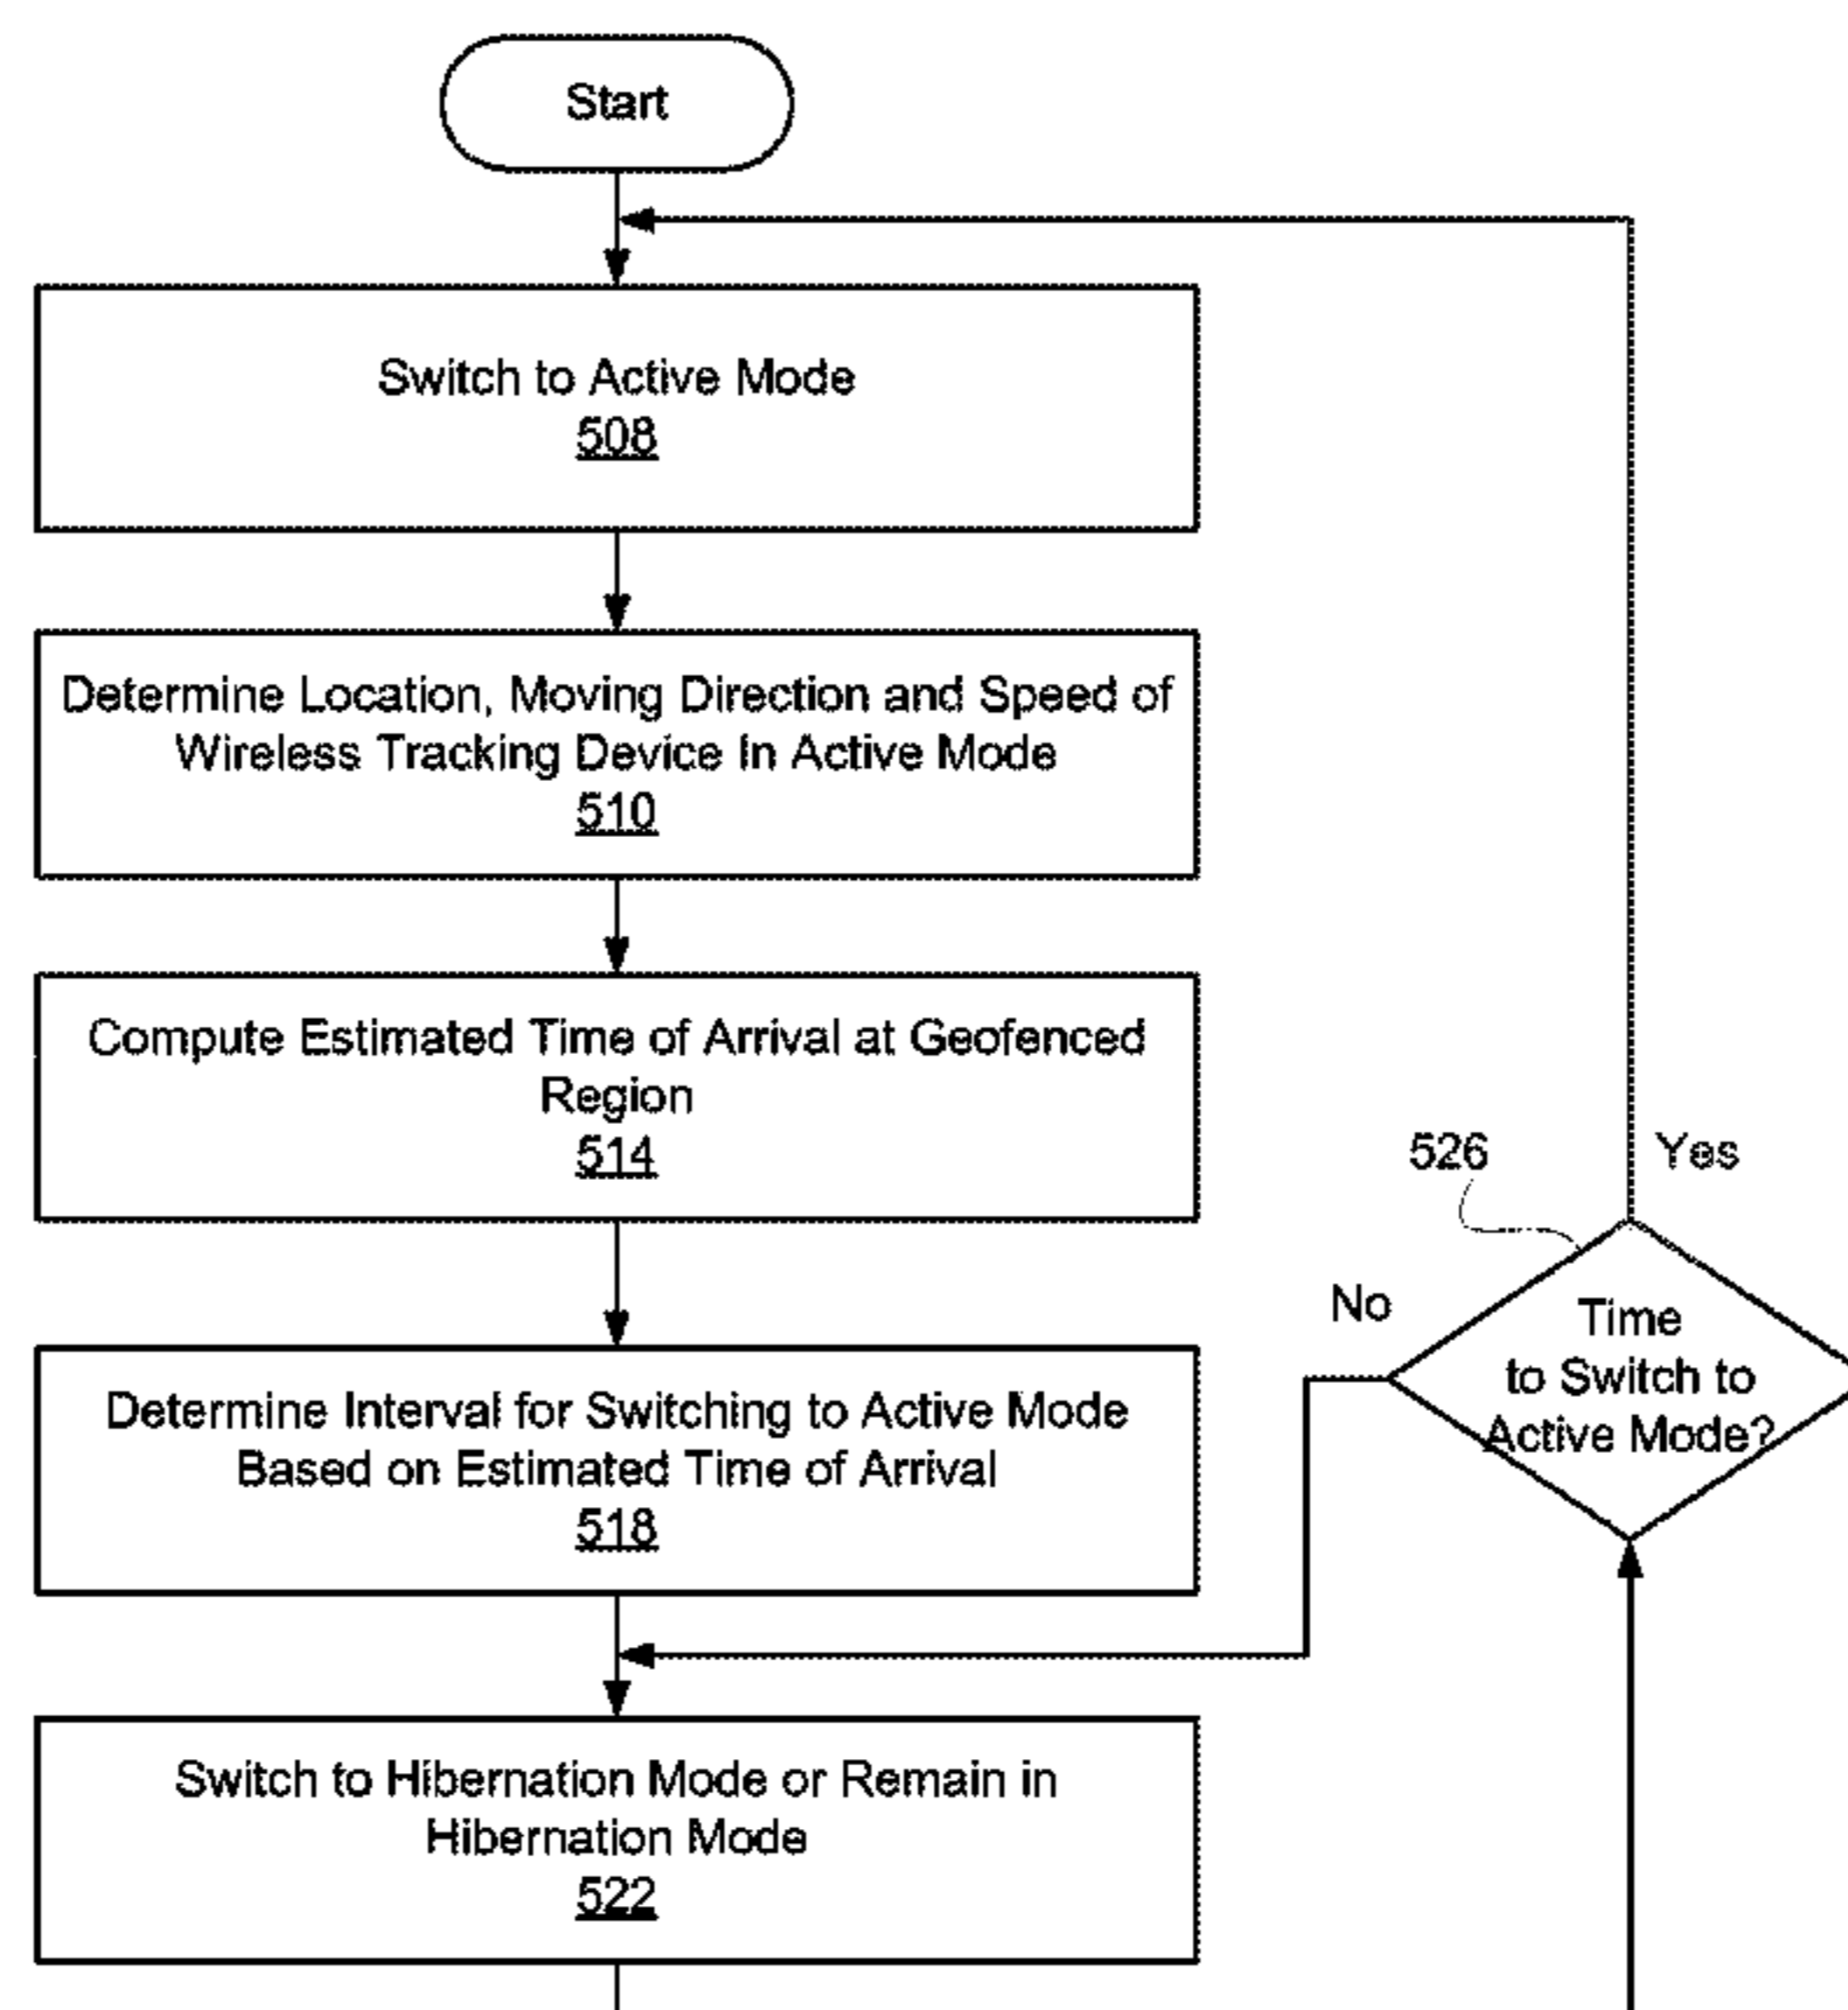 Start
Switch to Active Mode
508
Determine Location, Moving Direction and Speed of
Wireless Tracking Device In Active Mode
510
Compute Estimated Time of Arrival at Geofenced
Region
514
526
Yes
No
Time
to Switch to
Active Mode?
Determine Interval for Switching to Active Mode
Based on Estimated Time of Arrival
518
Switch to Hibernation Mode or Remain in
Hibernation Mode
522